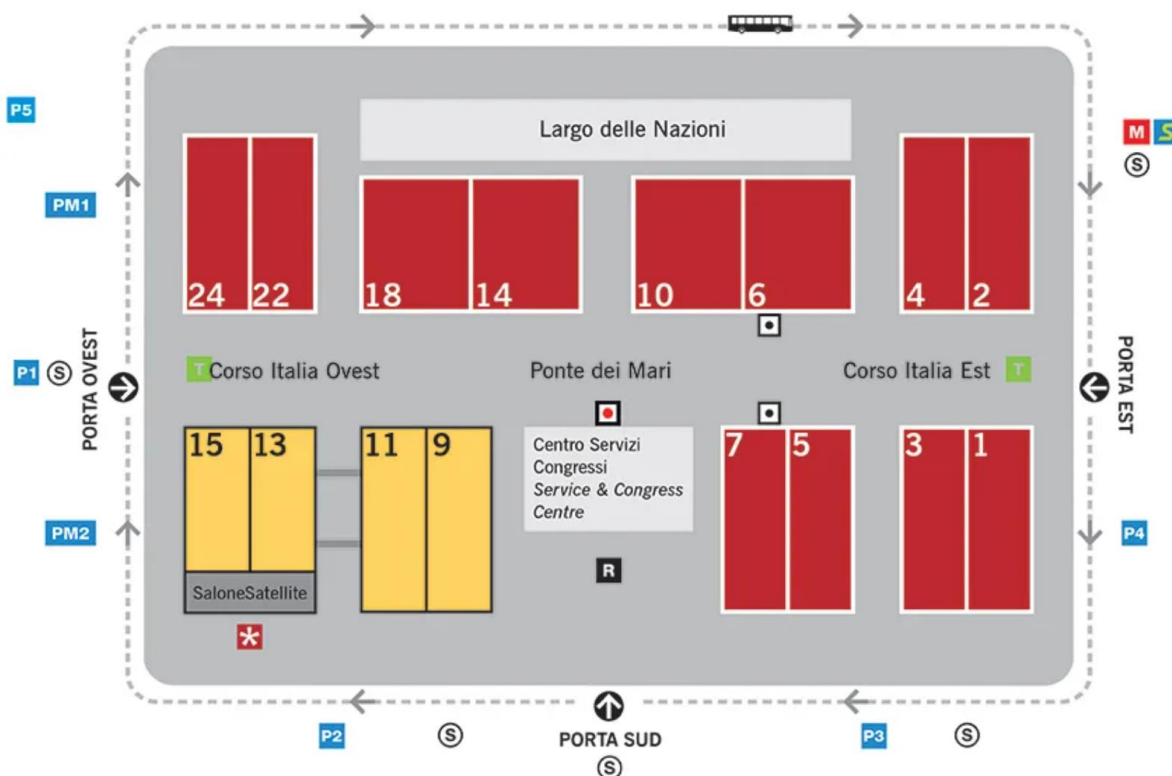 P5
Largo delle Nazioni
M S
S
PM1
24 22 18 14 10 6 4 2
P1 S
PORTA OVEST
T Corso Italia Ovest
Ponte dei Mari
Corso Italia Est T
PORTA EST
15 13 11 9
Centro Servizi
Congressi
Service & Congress
Centre
7 5 3 1
PM2
P4
R
SaloneSatellite
*
P2
S
PORTA SUD
S
P3
S